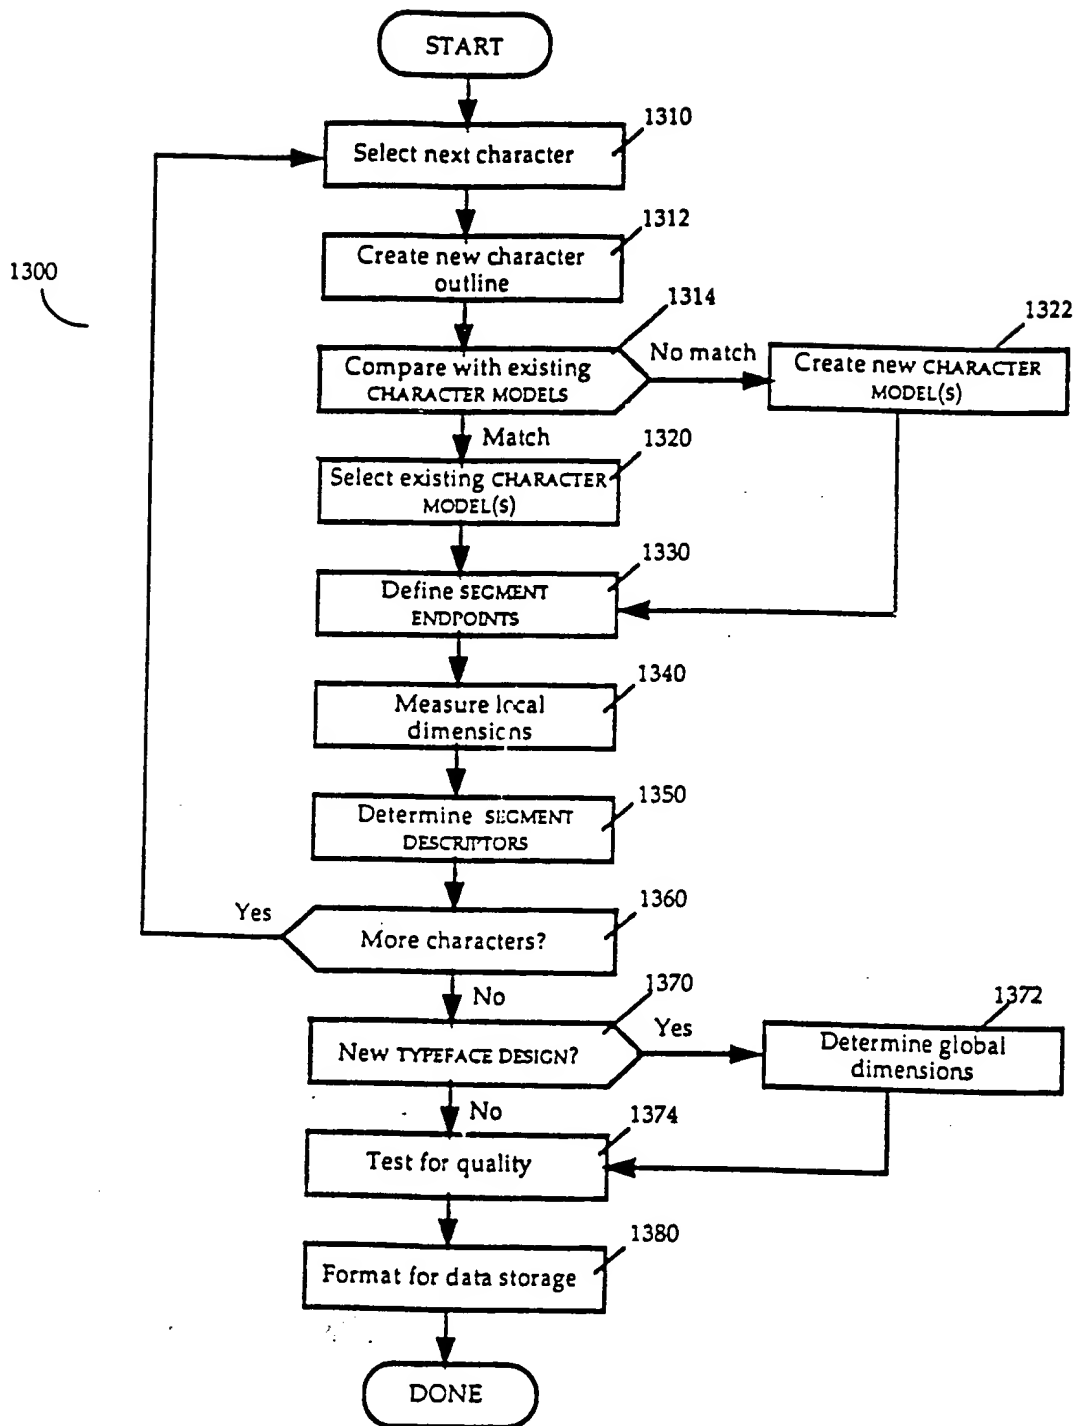 START
1310
Select next character
1312
Create new character
outline
1300
1314
1322
Compare with existing
CHARACTER MODELS
No match
Create new CHARACTER
MODEL(S)
Match
1320
Select existing CHARACTER
MODEL(S)
1330
Define SEGMENT
ENDPOINTS
1340
Measure local
dimensions
1350
Determine SEGMENT
DESCRIPTORS
Yes
1360
More characters?
No
1370
1372
New TYPEFACE DESIGN?
Yes
Determine global
dimensions
No
1374
Test for quality
1380
Format for data storage
DONE